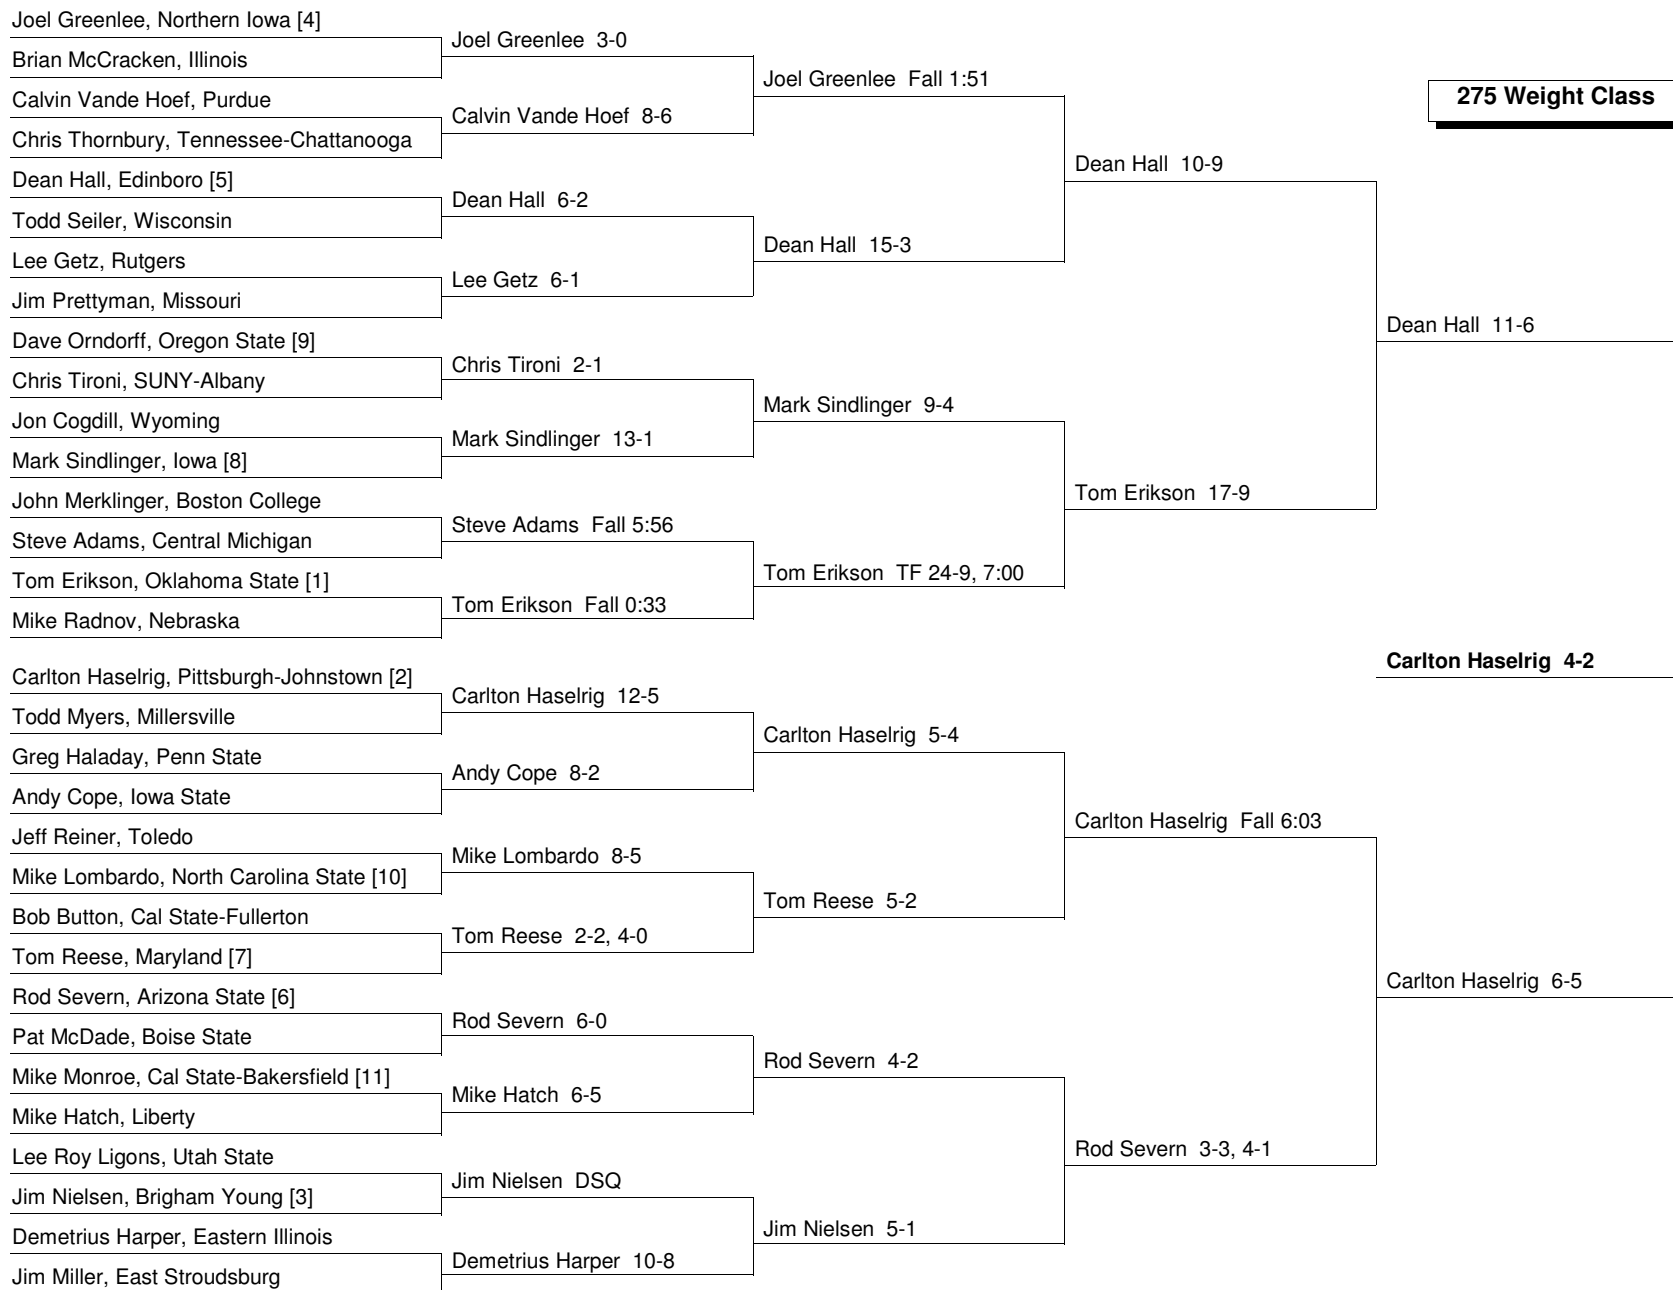 Joel Greenlee, Northern Iowa [4]
Brian McCracken, Illinois
Calvin Vande Hoef, Purdue
Chris Thornbury, Tennessee-Chattanooga
Dean Hall, Edinboro [5]
Todd Seiler, Wisconsin
Lee Getz, Rutgers
Jim Prettyman, Missouri
Dave Orndorff, Oregon State [9]
Chris Tironi, SUNY-Albany
Jon Cogdill, Wyoming
Mark Sindlinger, Iowa [8]
John Merklinger, Boston College
Steve Adams, Central Michigan
Tom Erikson, Oklahoma State [1]
Mike Radnov, Nebraska
Carlton Haselrig, Pittsburgh-Johnstown [2]
Todd Myers, Millersville
Greg Haladay, Penn State
Andy Cope, Iowa State
Jeff Reiner, Toledo
Mike Lombardo, North Carolina State [10]
Bob Button, Cal State-Fullerton
Tom Reese, Maryland [7]
Rod Severn, Arizona State [6]
Pat McDade, Boise State
Mike Monroe, Cal State-Bakersfield [11]
Mike Hatch, Liberty
Lee Roy Ligons, Utah State
Jim Nielsen, Brigham Young [3]
Demetrius Harper, Eastern Illinois
Jim Miller, East Stroudsburg
Joel Greenlee 3-0
Calvin Vande Hoef 8-6
Dean Hall 6-2
Lee Getz 6-1
Chris Tironi 2-1
Mark Sindlinger 13-1
Steve Adams Fall 5:56
Tom Erikson Fall 0:33
Carlton Haselrig 12-5
Andy Cope 8-2
Mike Lombardo 8-5
Tom Reese 2-2, 4-0
Rod Severn 6-0
Mike Hatch 6-5
Jim Nielsen DSQ
Demetrius Harper 10-8
Joel Greenlee Fall 1:51
Dean Hall 15-3
Mark Sindlinger 9-4
Tom Erikson TF 24-9, 7:00
Carlton Haselrig 5-4
Tom Reese 5-2
Rod Severn 4-2
Jim Nielsen 5-1
Dean Hall 10-9
Tom Erikson 17-9
Carlton Haselrig Fall 6:03
Rod Severn 3-3, 4-1
275 Weight Class
Dean Hall 11-6
Carlton Haselrig 4-2
Carlton Haselrig 6-5